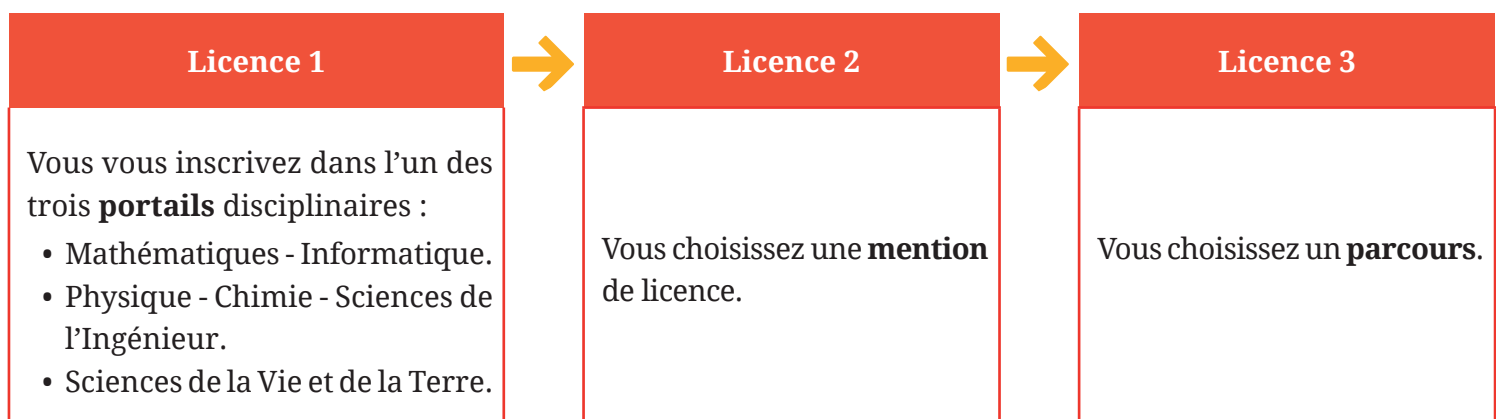 Licence 1
Vous vous inscrivez dans l’un des
trois portails disciplinaires :
• Mathématiques - Informatique.
• Physique - Chimie - Sciences de
l’Ingénieur.
• Sciences de la Vie et de la Terre.
Licence 2
Vous choisissez une mention
de licence.
Licence 3
Vous choisissez un parcours.